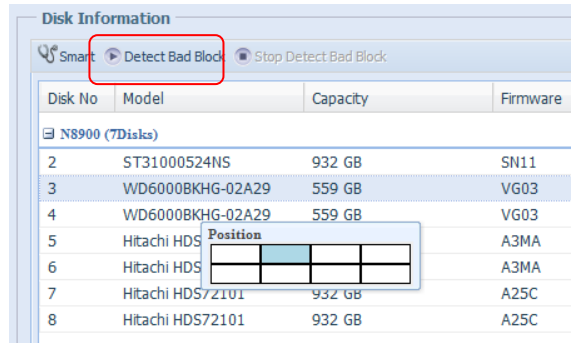 Disk Information
Smart Detect Bad Block Stop Detect Bad Block
Disk No Model Capacity Firmware
N8900 (7Disks)
2 ST31000524NS 932 GB SN11
3 WD6000BKHG-02A29 559 GB VG03
4 WD6000BKHG-02A29 559 GB VG03
5 Hitachi HDS A3MA
Position
6 Hitachi HDS A3MA
7 Hitachi HDS72101 932 GB A25C
8 Hitachi HDS72101 932 GB A25C